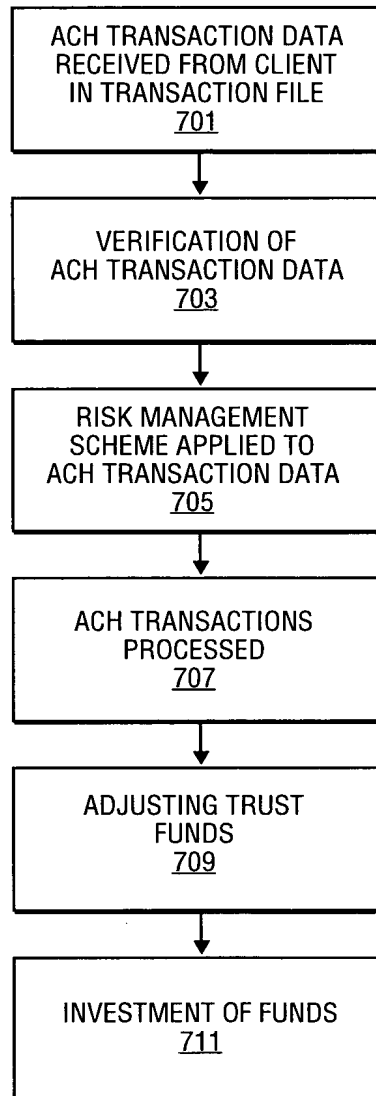 ACH TRANSACTION DATA
RECEIVED FROM CLIENT
IN TRANSACTION FILE
701
VERIFICATION OF
ACH TRANSACTION DATA
703
RISK MANAGEMENT
SCHEME APPLIED TO
ACH TRANSACTION DATA
705
ACH TRANSACTIONS
PROCESSED
707
ADJUSTING TRUST
FUNDS
709
INVESTMENT OF FUNDS
711